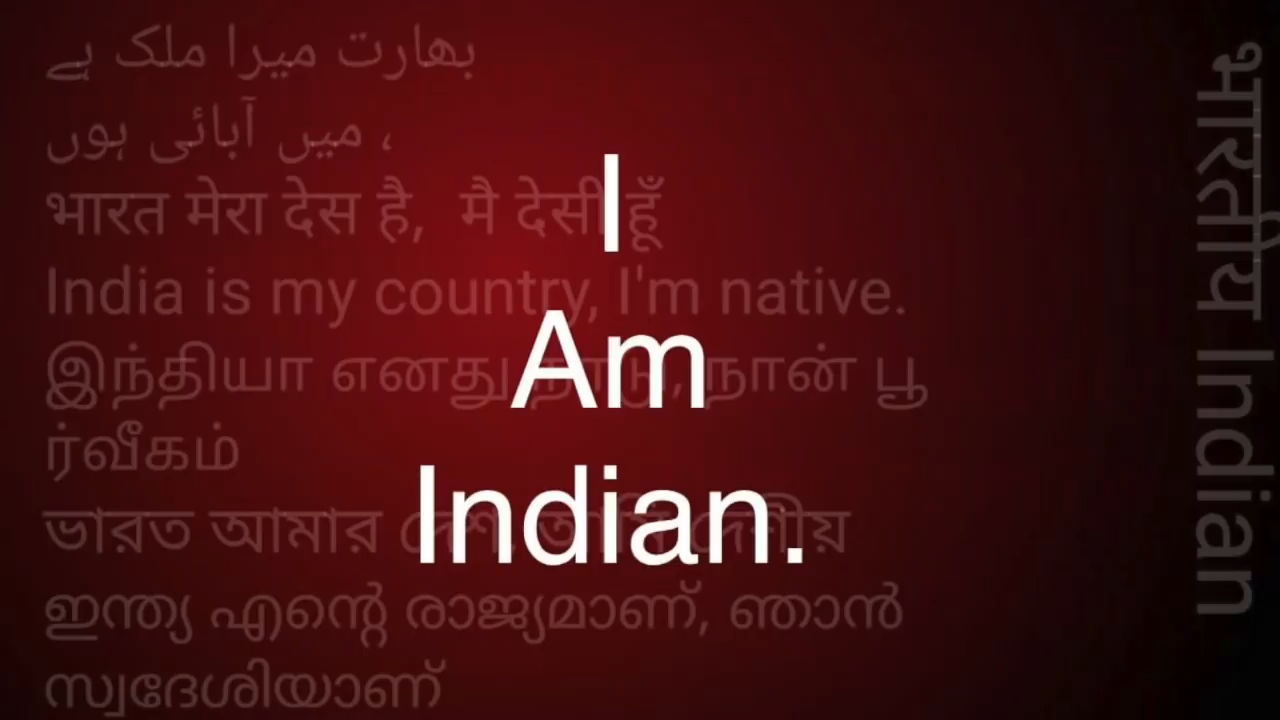 بھارت میرا ملک ہے
، میں آبائی ہوں
भारत मेरा देस है, मै देसी हूँ
India is my country, I'm native.
இந்தியா எனது நாடு, நான் பூ
ர்வீகம்
ভারত আমার দেশ, আমি দেশীয়
ഇന്ത്യ എന്റെ രാജ്യമാണ്, ഞാൻ
സ്വദേശിയാണ്
I
Am
Indian.
भारतीय Indian